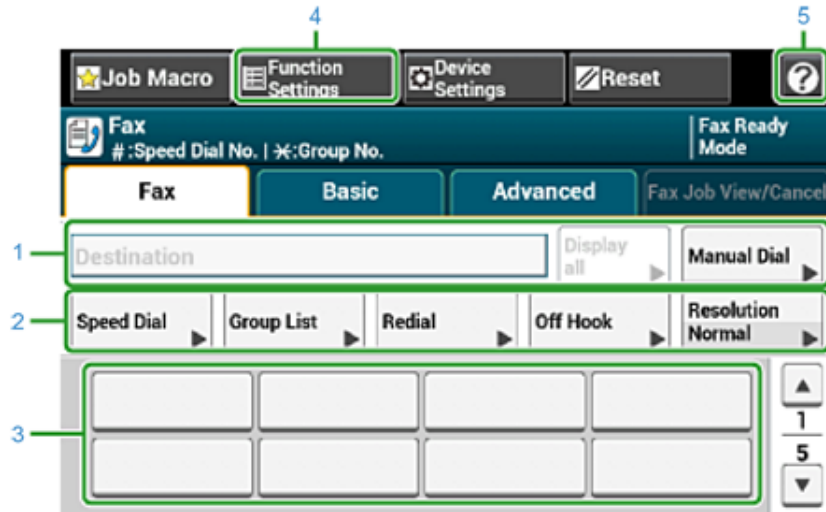 4 5
Job Macro Function Settings Device Settings Reset ?
Fax Fax Ready
#:Speed Dial No. | ⚹:Group No. Mode
Fax Basic Advanced Fax Job View/Cancel
1 Destination Display all Manual Dial
2 Speed Dial Group List Redial Off Hook Resolution
Normal
3
1
5